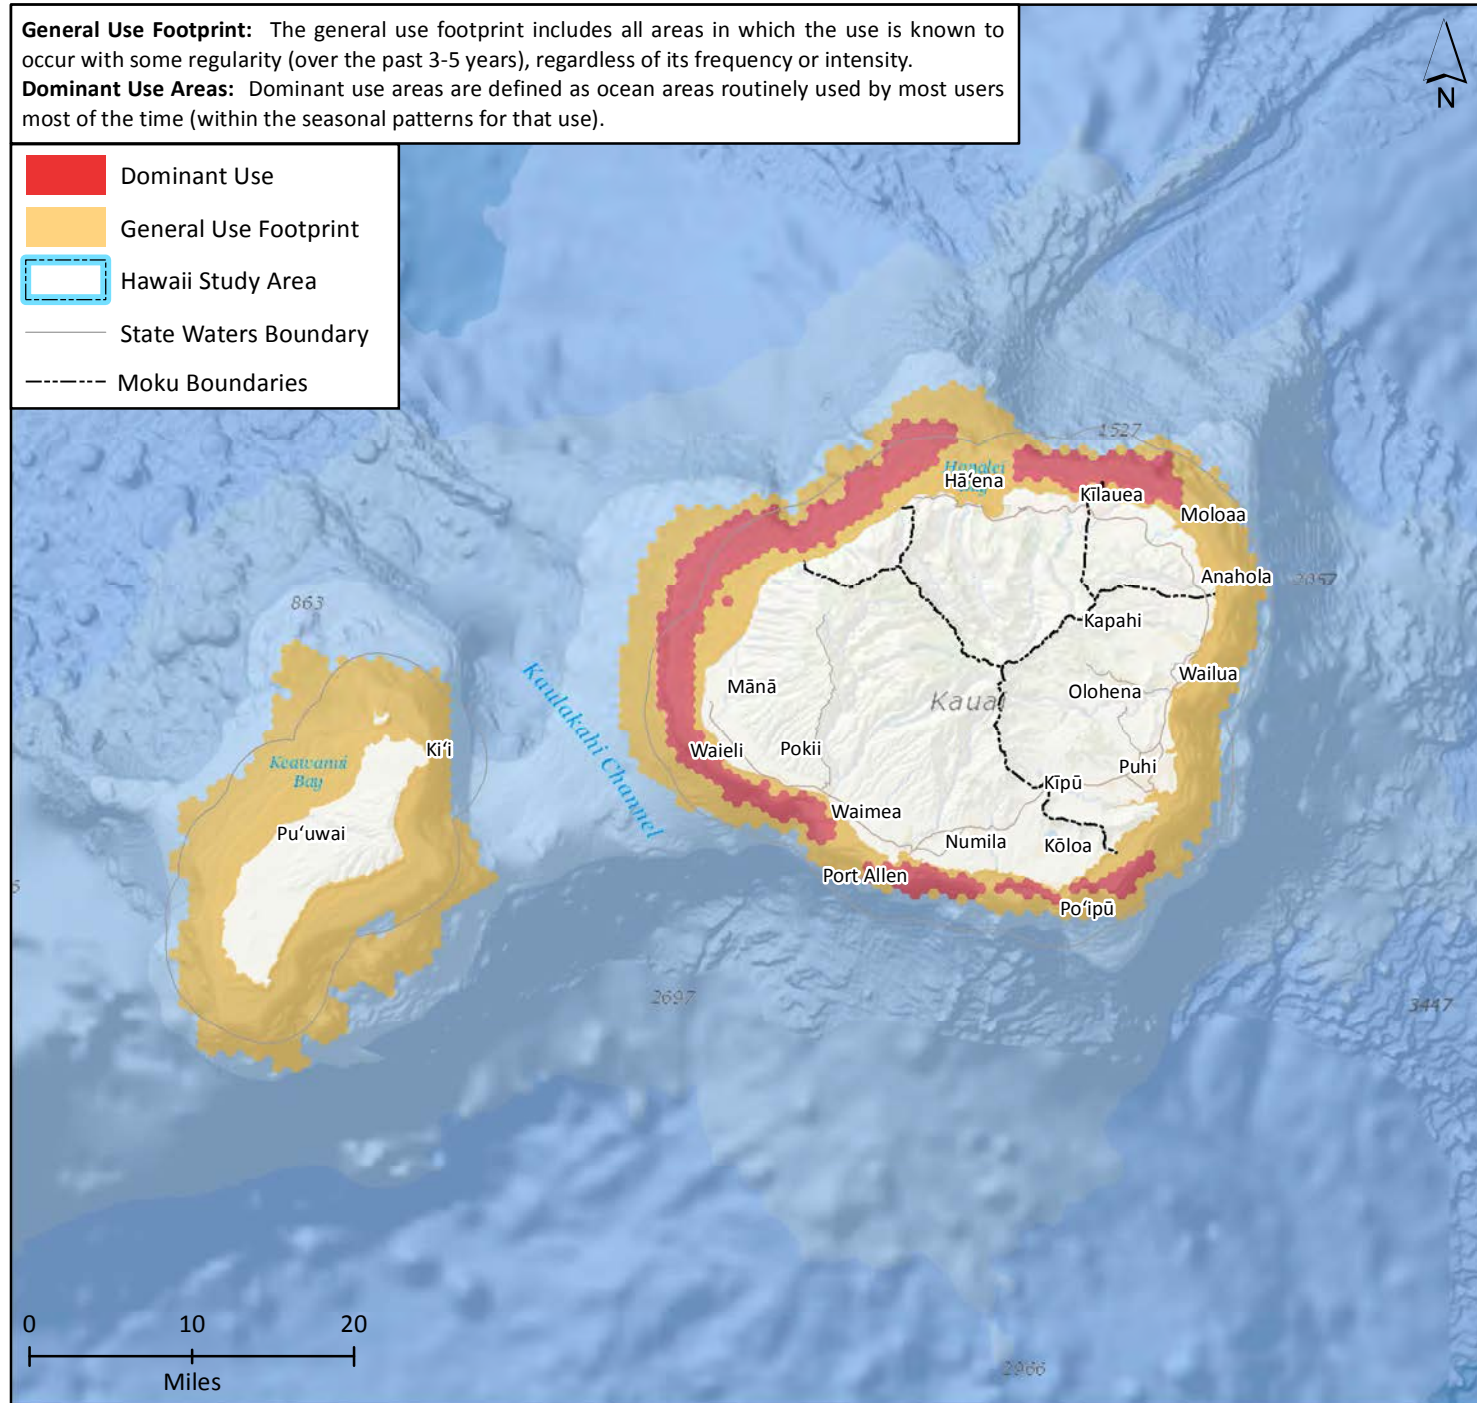 General Use Footprint: The general use footprint includes all areas in which the use is known to
occur with some regularity (over the past 3-5 years), regardless of its frequency or intensity.
Dominant Use Areas: Dominant use areas are defined as ocean areas routinely used by most users
most of the time (within the seasonal patterns for that use).
N
Dominant Use
General Use Footprint
Hawaii Study Area
State Waters Boundary
Moku Boundaries
1527
Hanalei
Hāʻena
Kīlauea
Moloaa
Anahola
2057
863
Kapahi
Kaulakahi Channel
Wailua
Mānā
Olohena
Kauai
Kiʻi
Waieli
Pokii
Keawanui
Bay
Puhi
Kīpū
Waimea
Puʻuwai
Numila
Kōloa
Port Allen
Poʻipū
2697
3447
0
10
20
Miles
2966